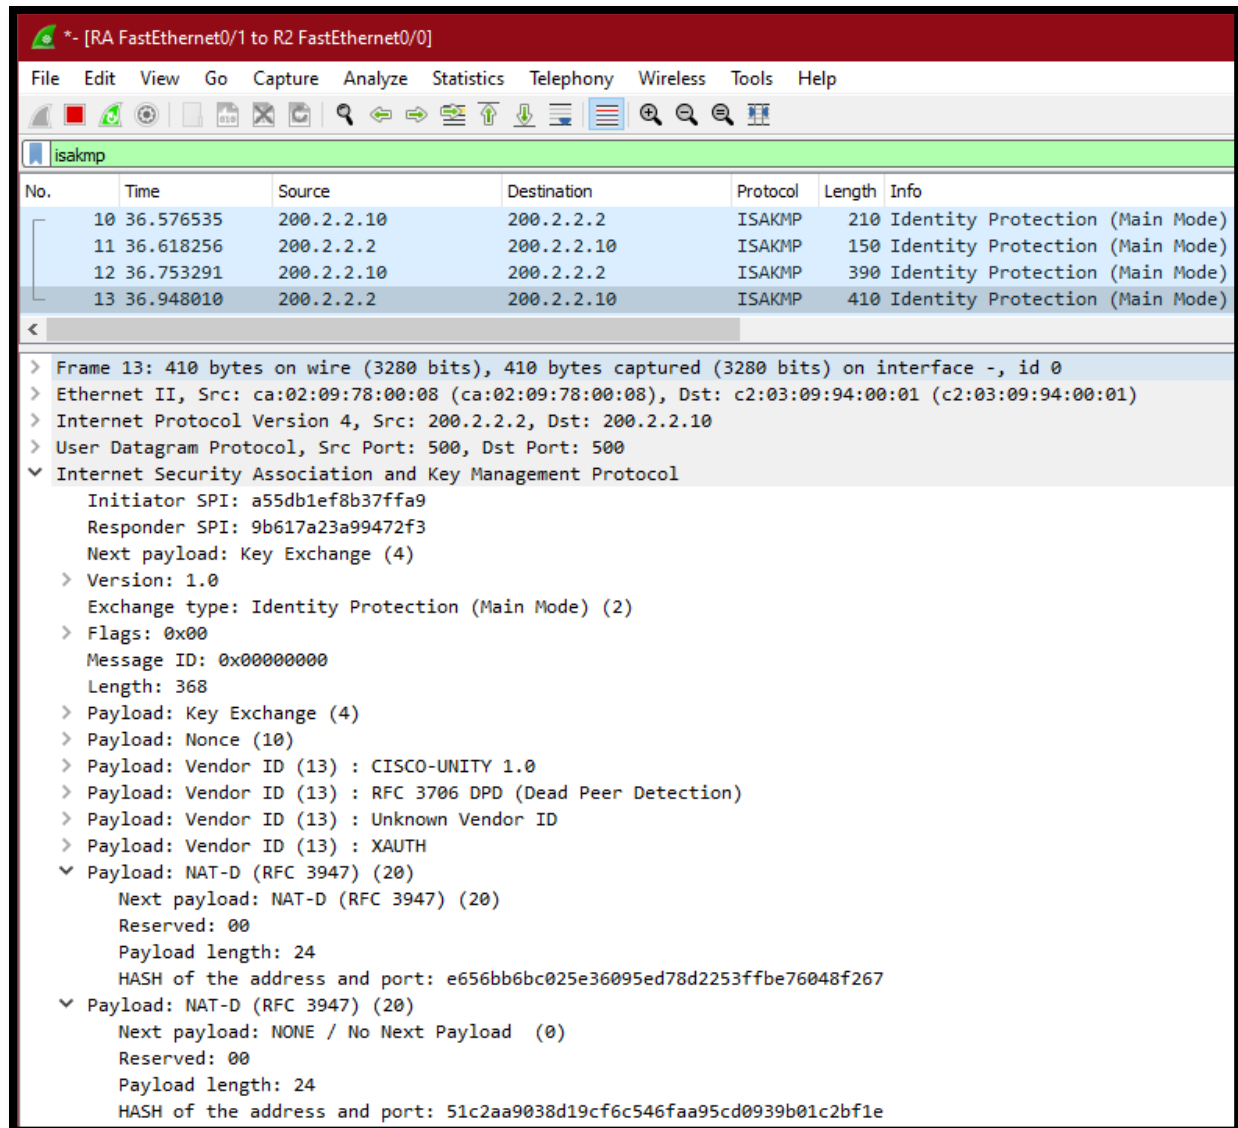 *- [RA FastEthernet0/1 to R2 FastEthernet0/0]
File Edit View Go Capture Analyze Statistics Telephony Wireless Tools Help
isakmp
No. Time Source Destination Protocol Length Info
10 36.576535 200.2.2.10 200.2.2.2 ISAKMP 210 Identity Protection (Main Mode)
11 36.618256 200.2.2.2 200.2.2.10 ISAKMP 150 Identity Protection (Main Mode)
12 36.753291 200.2.2.10 200.2.2.2 ISAKMP 390 Identity Protection (Main Mode)
13 36.948010 200.2.2.2 200.2.2.10 ISAKMP 410 Identity Protection (Main Mode)
Frame 13: 410 bytes on wire (3280 bits), 410 bytes captured (3280 bits) on interface -, id 0
Ethernet II, Src: ca:02:09:78:00:08 (ca:02:09:78:00:08), Dst: c2:03:09:94:00:01 (c2:03:09:94:00:01)
Internet Protocol Version 4, Src: 200.2.2.2, Dst: 200.2.2.10
User Datagram Protocol, Src Port: 500, Dst Port: 500
Internet Security Association and Key Management Protocol
Initiator SPI: a55db1ef8b37ffa9
Responder SPI: 9b617a23a99472f3
Next payload: Key Exchange (4)
Version: 1.0
Exchange type: Identity Protection (Main Mode) (2)
Flags: 0x00
Message ID: 0x00000000
Length: 368
Payload: Key Exchange (4)
Payload: Nonce (10)
Payload: Vendor ID (13) : CISCO-UNITY 1.0
Payload: Vendor ID (13) : RFC 3706 DPD (Dead Peer Detection)
Payload: Vendor ID (13) : Unknown Vendor ID
Payload: Vendor ID (13) : XAUTH
Payload: NAT-D (RFC 3947) (20)
Next payload: NAT-D (RFC 3947) (20)
Reserved: 00
Payload length: 24
HASH of the address and port: e656bb6bc025e36095ed78d2253ffbe76048f267
Payload: NAT-D (RFC 3947) (20)
Next payload: NONE / No Next Payload  (0)
Reserved: 00
Payload length: 24
HASH of the address and port: 51c2aa9038d19cf6c546faa95cd0939b01c2bf1e